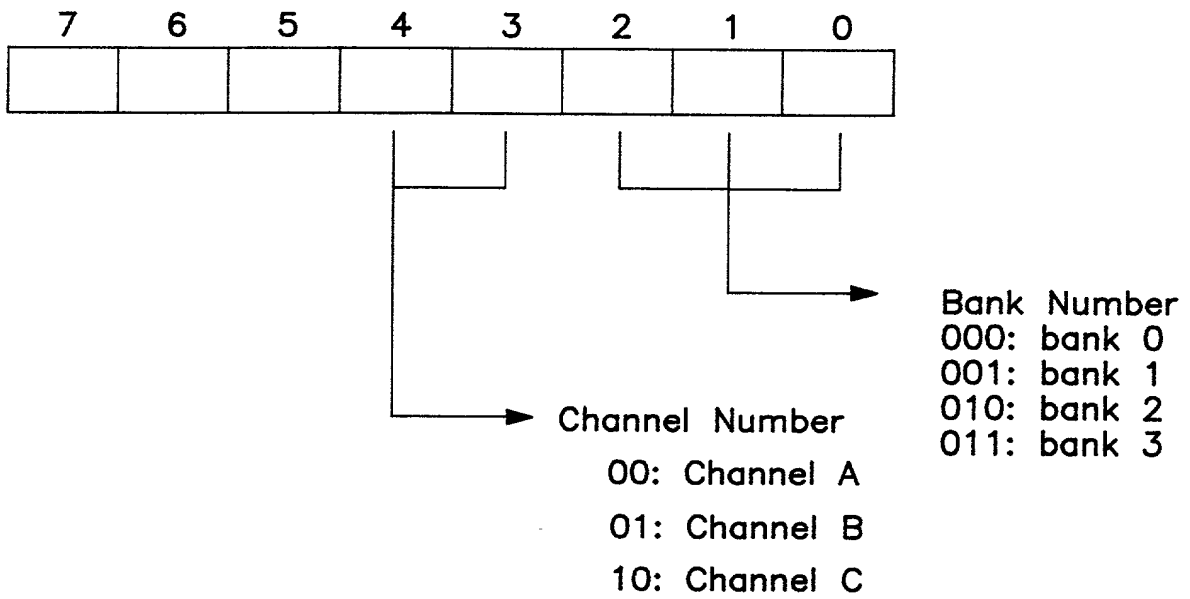 7 6 5 4 3 2 1 0
Bank Number
000: bank 0
001: bank 1
010: bank 2
011: bank 3
Channel Number
00: Channel A
01: Channel B
10: Channel C